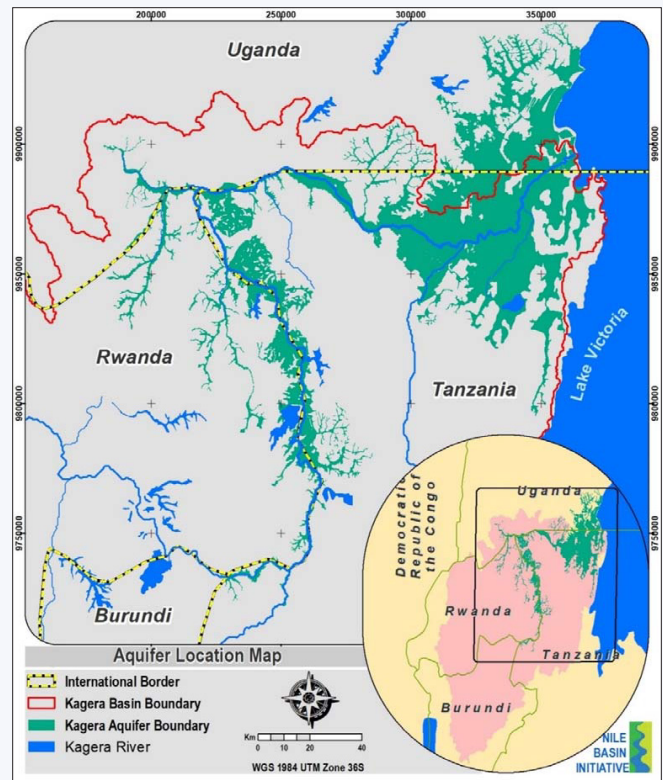 200000
250000
300000
350000
Uganda
9900000
9850000
Rwanda
Tanzania
Lake Victoria
9800000
9750000
Burundi
Democratic
Republic of
the Congo
Uganda
Rwanda
Tanzania
Burundi
Aquifer Location Map
International Border
Kagera Basin Boundary
Kagera Aquifer Boundary
Kagera River
Km
0 5 10 20 40
WGS 1984 UTM Zone 36S
NILE
BASIN
INITIATIVE